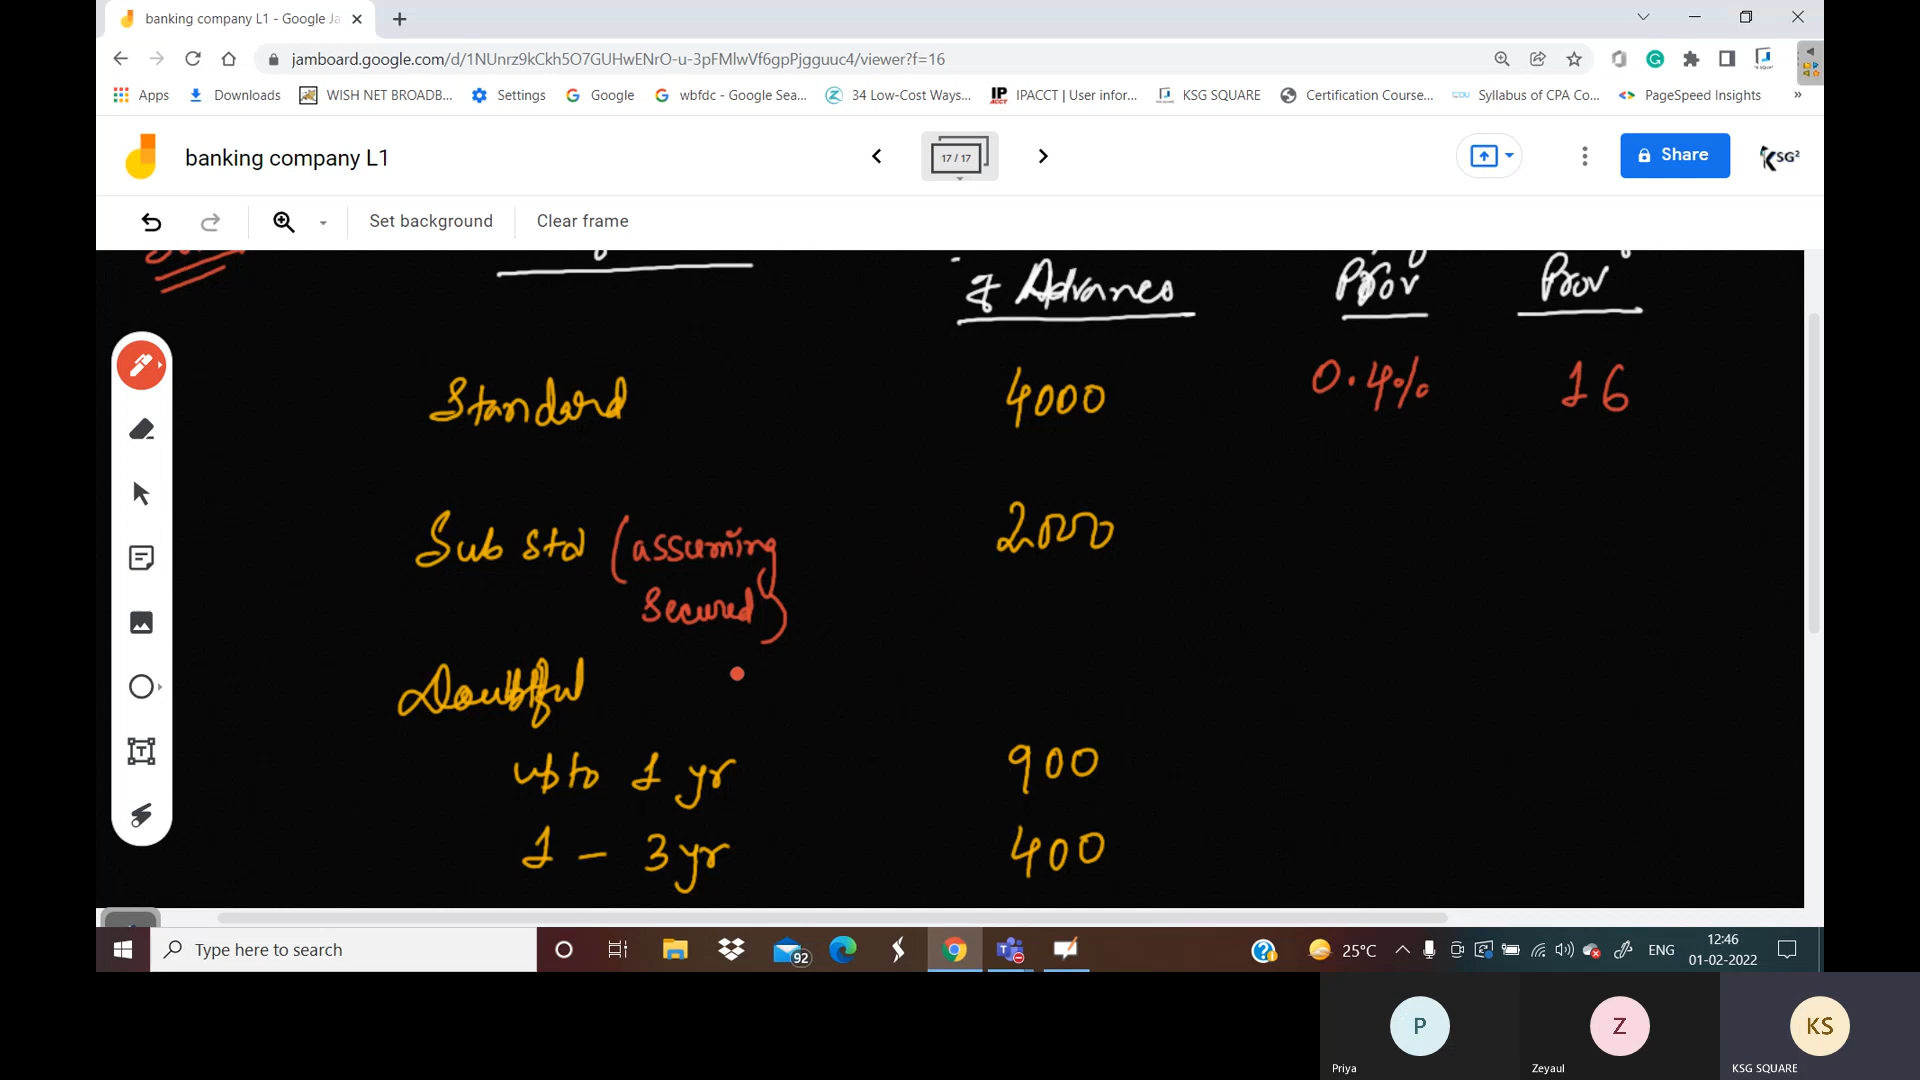 banking company L1 - Google Ja
jamboard.google.com/d/1NUnrz9kCkh5O7GUHwENrO-u-3pFMlwVf6gpPjgguuc4/viewer?f=16
Apps Downloads WISH NET BROADB... Settings Google wbfdc - Google Sea... 34 Low-Cost Ways... IPACCT | User infor... KSG SQUARE Certification Course... Syllabus of CPA Co... PageSpeed Insights »
banking company L1 17 / 17 Share KSG²
Set background Clear frame
Advances Prov Prov
Standard 4000 0.4% 16
Sub std (assuming 2000
secured)
Doubtful
upto 1 yr 900
1 - 3 yr 400
Type here to search 92 25°C ENG 12:46
01-02-2022
P Z KS
Priya Zeyaul KSG SQUARE